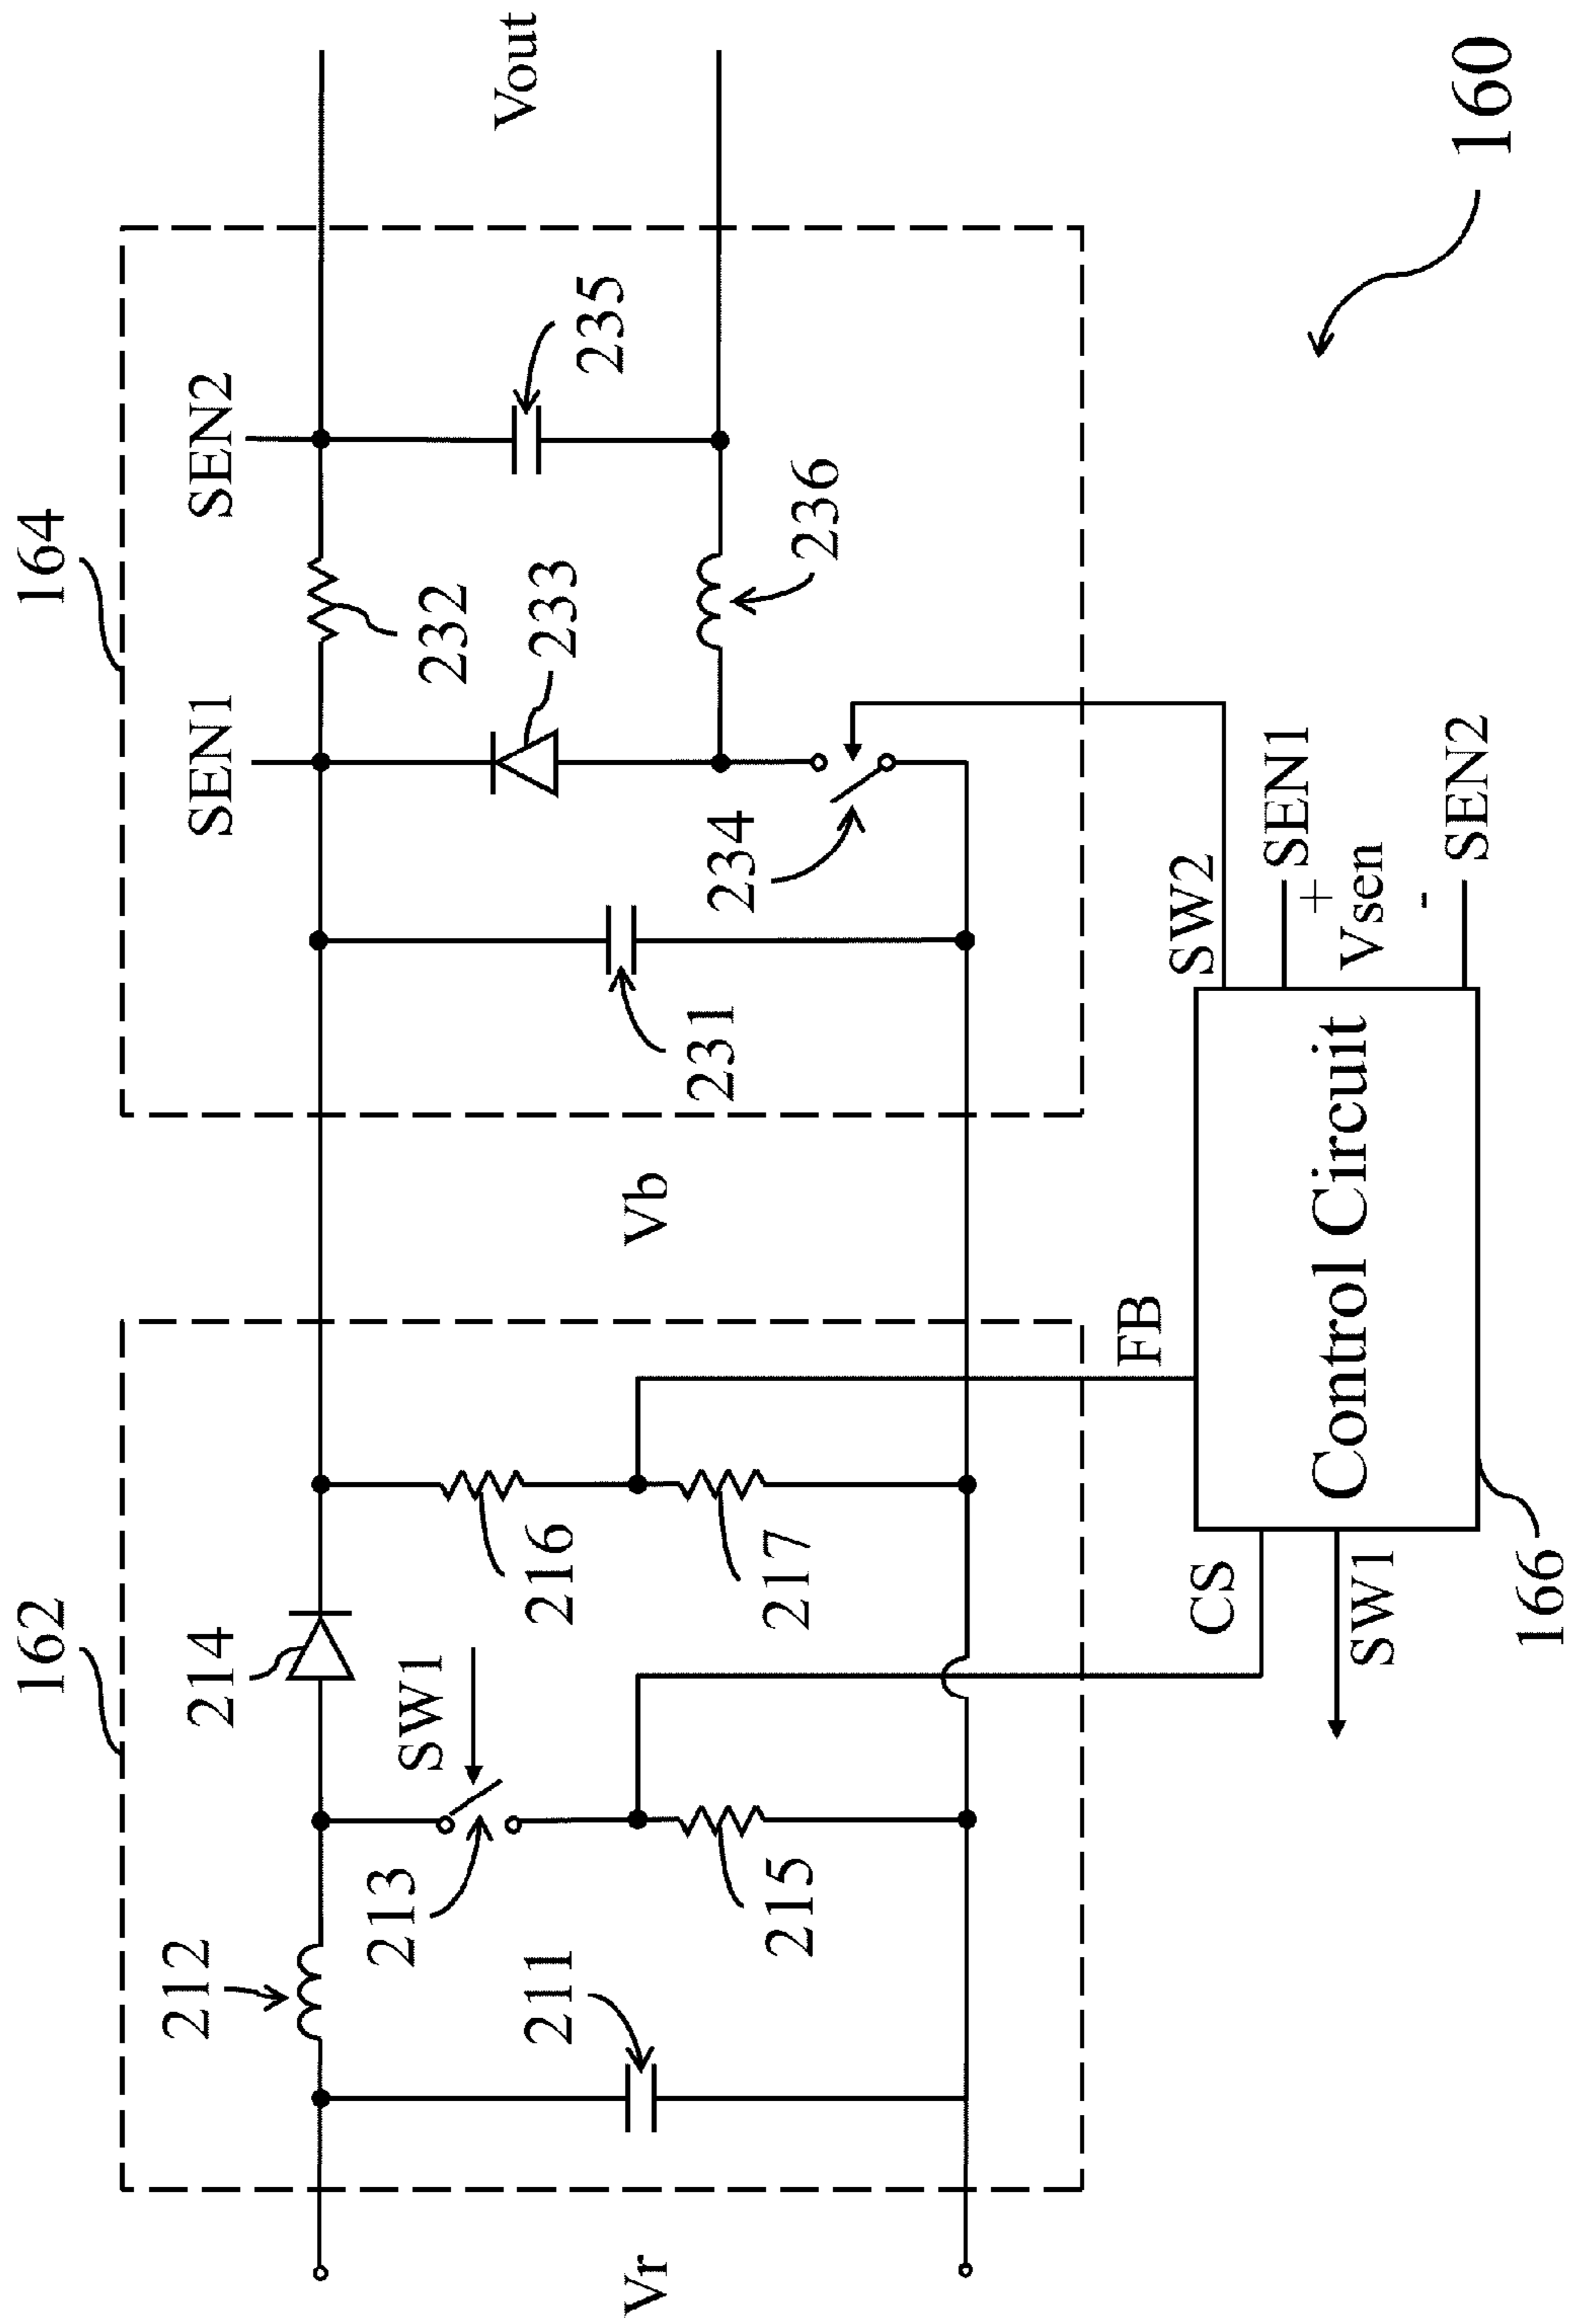 162
164
212
214
SEN1
SEN2
SW1
213
232
233
235
Vout
211
216
Vr
Vb
231
236
215
217
234
FB
SW2
CS
SW1
Control Circuit
SEN1
+
Vsen
-
SEN2
166
160